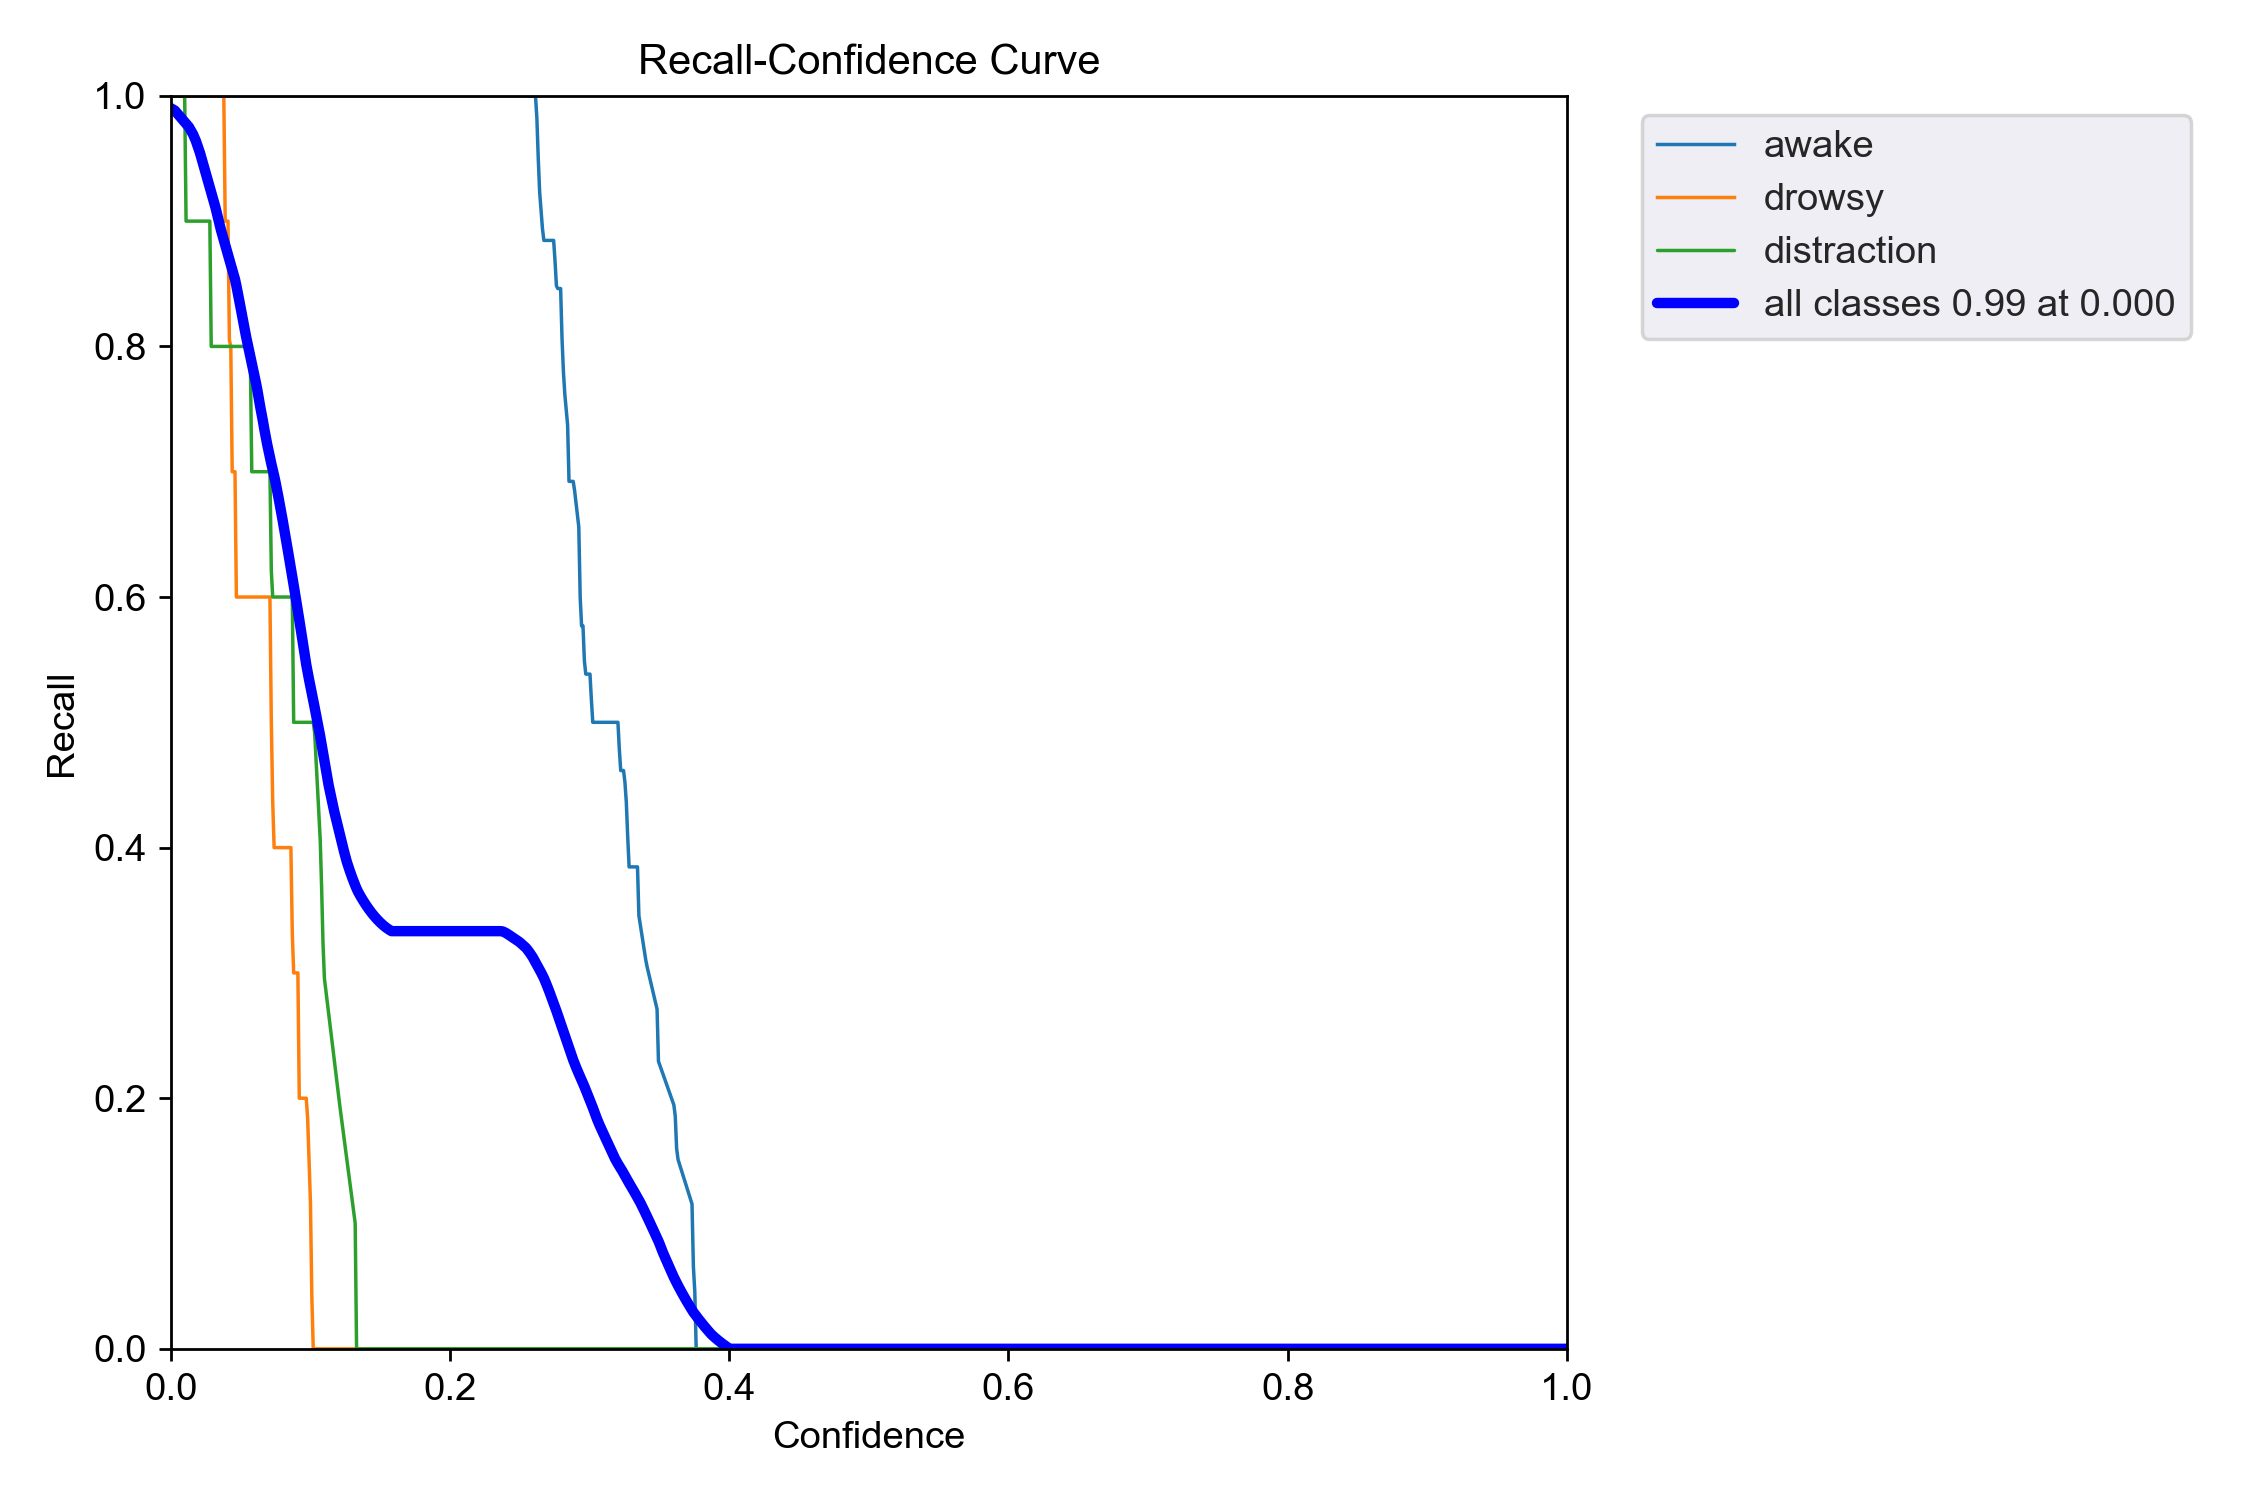 Recall-Confidence Curve
1.0
0.8
0.6
0.4
0.2
0.0
Recall
0.0 0.2 0.4 0.6 0.8 1.0
Confidence
awake
drowsy
distraction
all classes 0.99 at 0.000